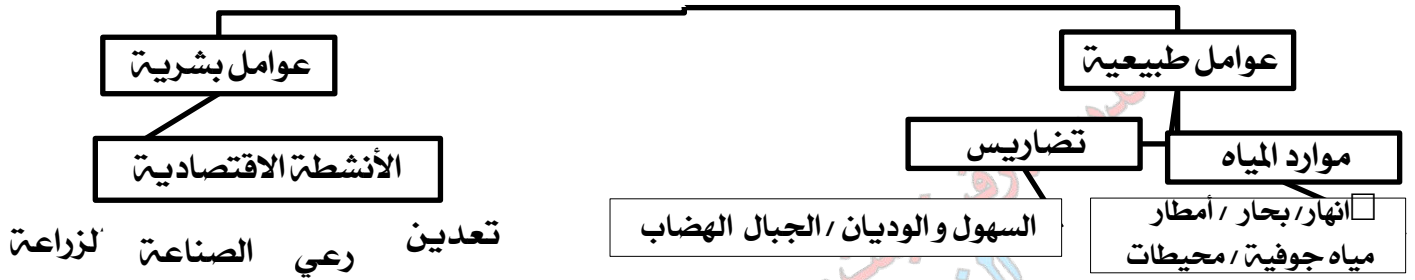 عوامل طبيعية
عوامل بشرية
موارد المياه
تضاريس
الأنشطة الاقتصادية
انهار/ بحار / أمطار
مياه جوفية / محيطات
السهول و الوديان / الجبال الهضاب
تعدين
رعي
الصناعة
لزراعة